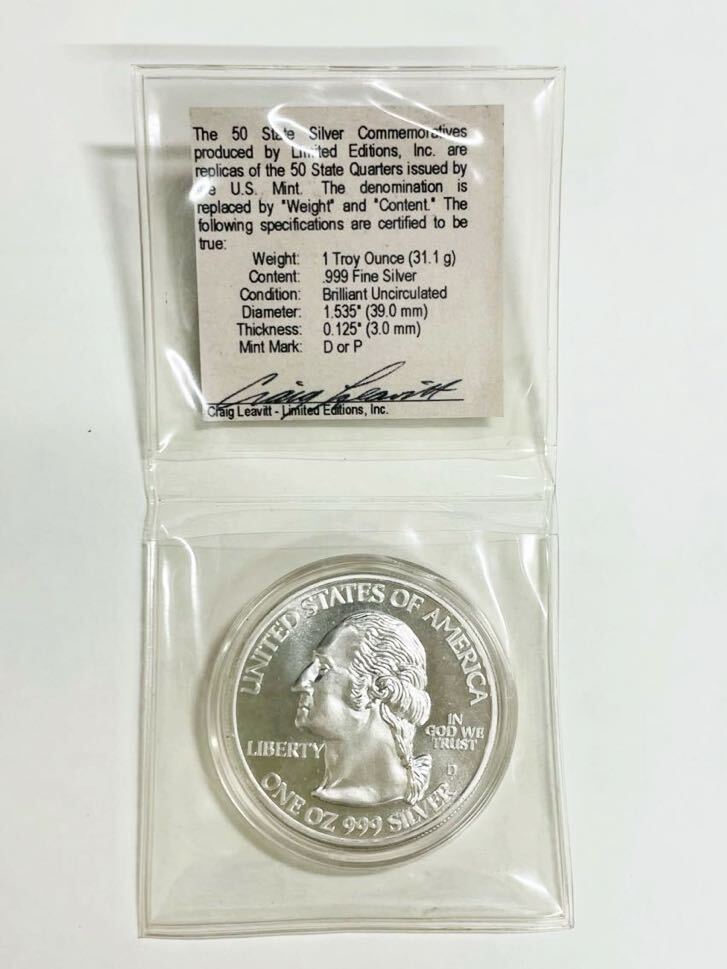 The 50 State Silver Commemoratives
produced by Limited Editions, Inc. are
replicas of the 50 State Quarters issued by
the U.S. Mint. The denomination is
replaced by "Weight" and "Content." The
following specifications are certified to be
true:
Weight: 1 Troy Ounce (31.1 g)
Content: .999 Fine Silver
Condition: Brilliant Uncirculated
Diameter: 1.535" (39.0 mm)
Thickness: 0.125" (3.0 mm)
Mint Mark: D or P
Craig Leavitt
Craig Leavitt - Limited Editions, Inc.
UNITED STATES OF AMERICA
LIBERTY
IN
GOD WE
TRUST
D
ONE OZ 999 SILVER